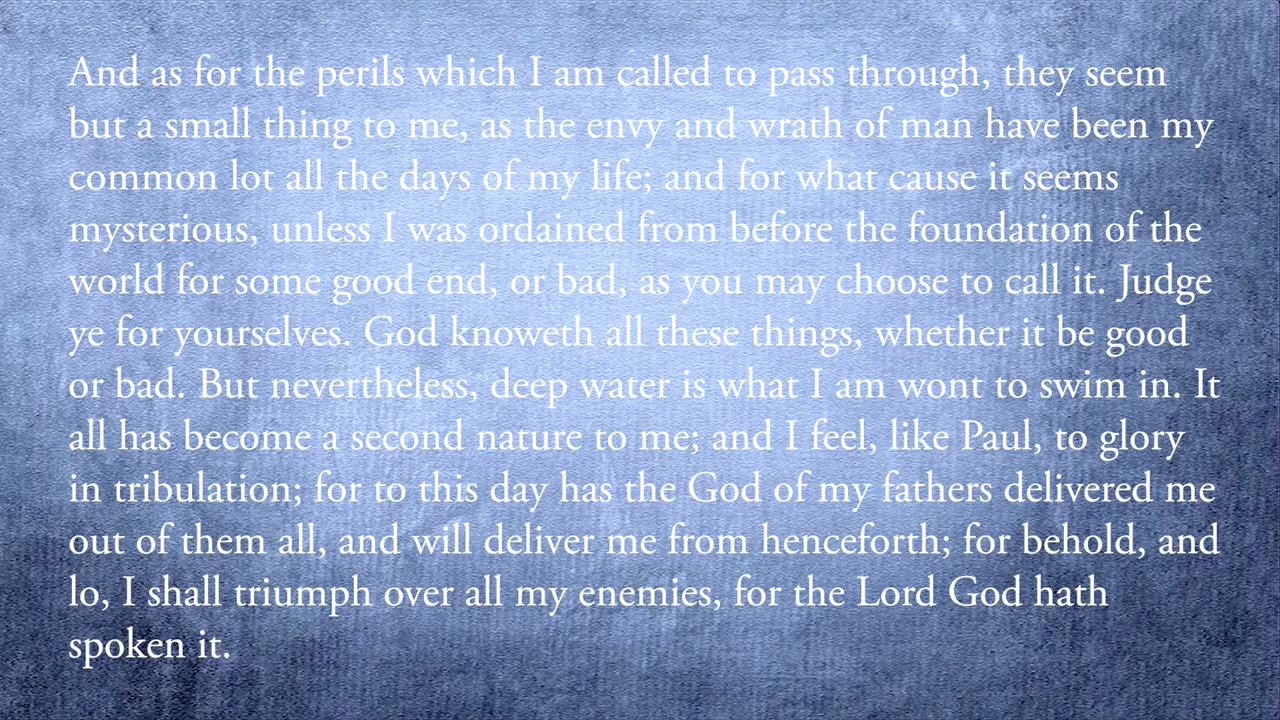 And as for the perils which I am called to pass through, they seem
but a small thing to me, as the envy and wrath of man have been my
common lot all the days of my life; and for what cause it seems
mysterious, unless I was ordained from before the foundation of the
world for some good end, or bad, as you may choose to call it. Judge
ye for yourselves. God knoweth all these things, whether it be good
or bad. But nevertheless, deep water is what I am wont to swim in. It
all has become a second nature to me; and I feel, like Paul, to glory
in tribulation; for to this day has the God of my fathers delivered me
out of them all, and will deliver me from henceforth; for behold, and
lo, I shall triumph over all my enemies, for the Lord God hath
spoken it.